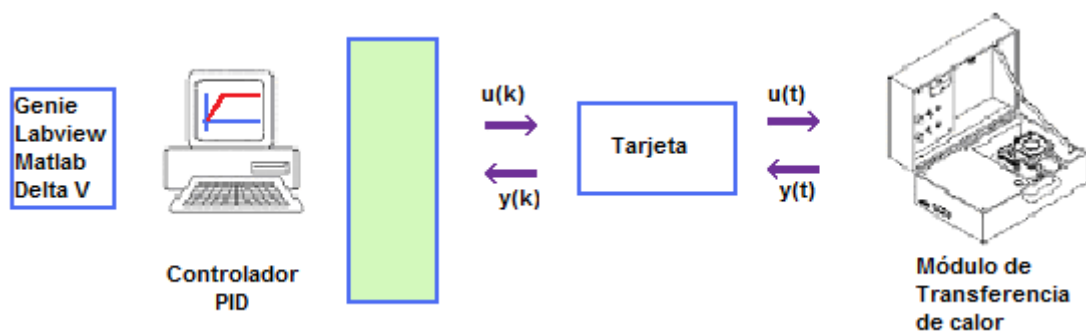 Genie
Labview
Matlab
Delta V
Controlador
PID
u(k)
y(k)
Tarjeta
u(t)
y(t)
Módulo de
Transferencia
de calor